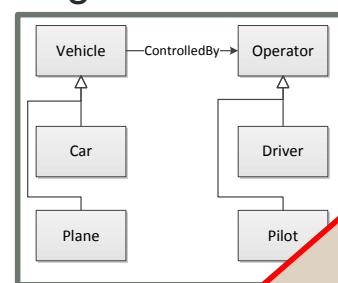 Vehicle
ControlledBy
Operator
Car
Driver
Plane
Pilot